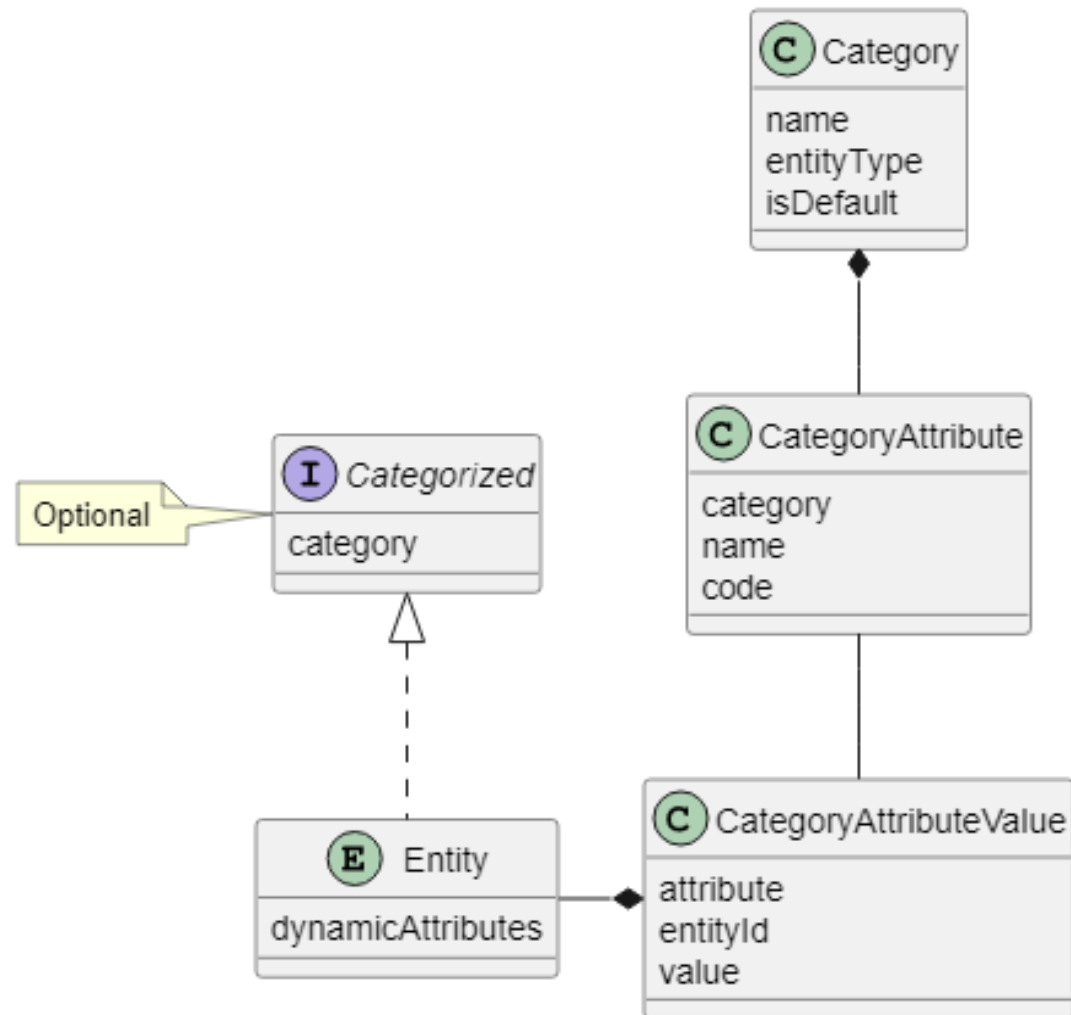 C Category
name
entityType
isDefault
C CategoryAttribute
category
name
code
I Categorized
category
Optional
E Entity
dynamicAttributes
C CategoryAttributeValue
attribute
entityId
value